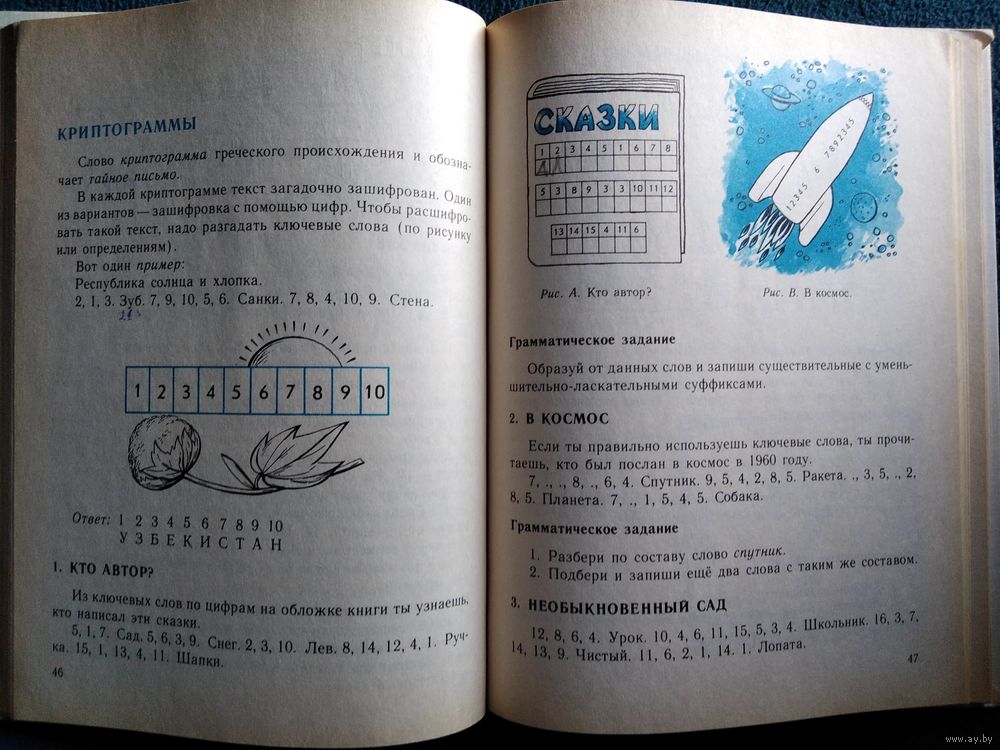 КРИПТОГРАММЫ
Слово криптограмма греческого происхождения и обозна-
чает тайное письмо.
В каждой криптограмме текст загадочно зашифрован. Один
из вариантов — зашифровка с помощью цифр. Чтобы расшифро-
вать такой текст, надо разгадать ключевые слова (по рисунку
или определениям).
Вот один пример:
Республика солнца и хлопка.
2, 1, 3. Зуб. 7, 9, 10, 5, 6. Санки. 7, 8, 4, 10, 9. Стена.
213
1 2 3 4 5 6 7 8 9 10
Ответ: 1 2 3 4 5 6 7 8 9 10
У З Б Е К И С Т А Н
1. КТО АВТОР?
Из ключевых слов по цифрам на обложке книги ты узнаешь,
кто написал эти сказки.
5, 1, 7. Сад. 5, 6, 3, 9. Снег. 2, 3, 10. Лев. 8, 14, 12, 4, 1. Руч-
ка. 15, 1, 13, 4, 11. Шапки.
46
СКАЗКИ
1 2 3 4 5 1 6 7 8
А Л
5 3 8 9 3 3 10 11 12
13 14 15 4 11 6
12345 6 7892345
Рис. А. Кто автор?
Рис. В. В космос.
Грамматическое задание
Образуй от данных слов и запиши существительные с умень-
шительно-ласкательными суффиксами.
2. В КОСМОС
Если ты правильно используешь ключевые слова, ты прочи-
таешь, кто был послан в космос в 1960 году.
7, ., ., 8, ., 6, 4. Спутник. 9, 5, 4, 2, 8, 5. Ракета. ., 3, 5, ., 2,
8, 5. Планета. 7, ., 1, 5, 4, 5. Собака.
Грамматическое задание
1. Разбери по составу слово спутник.
2. Подбери и запиши ещё два слова с таким же составом.
3. НЕОБЫКНОВЕННЫЙ САД
12, 8, 6, 4. Урок. 10, 4, 6, 11, 15, 5, 3, 4. Школьник. 16, 3, 7,
14, 13, 9. Чистый. 11, 6, 2, 1, 14. 1. Лопата.
47
www.ay.by